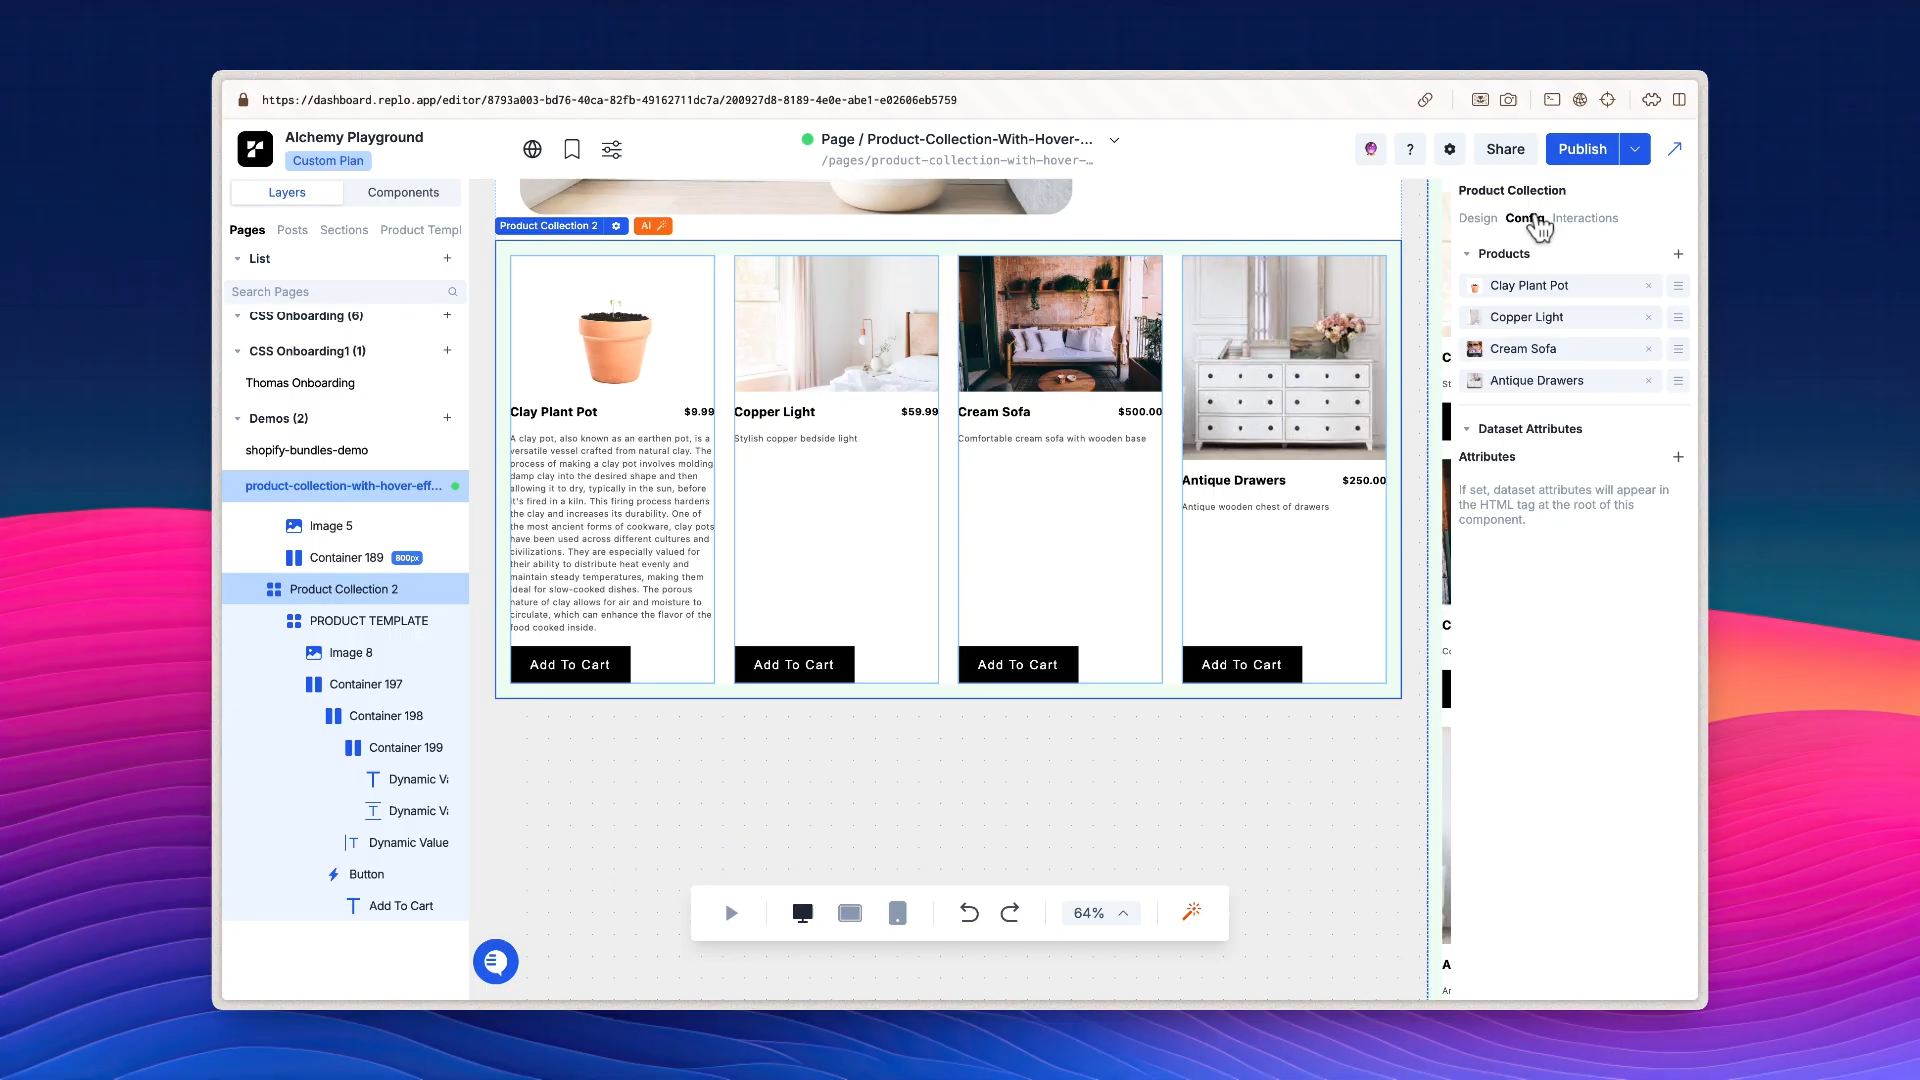 https://dashboard.replo.app/editor/8793a003-bd76-40ca-82fb-49162711dc7a/200927d8-8189-4e0e-abe1-e02606eb5759
Alchemy Playground
Custom Plan
Page / Product-Collection-With-Hover-...
/pages/product-collection-with-hover-...
?
Share
Publish
Layers
Components
Pages
Posts
Sections
Product Templ
List
Search Pages
CSS Onboarding (6)
CSS Onboarding1 (1)
Thomas Onboarding
Demos (2)
shopify-bundles-demo
product-collection-with-hover-eff...
Image 5
Container 189
800px
Product Collection 2
PRODUCT TEMPLATE
Image 8
Container 197
Container 198
Container 199
Dynamic Va
Dynamic Va
Dynamic Value
Button
Add To Cart
Product Collection 2
AI
Clay Plant Pot
$9.99
A clay pot, also known as an earthen pot, is a
versatile vessel crafted from natural clay. The
process of making a clay pot involves molding
damp clay into the desired shape and then
allowing it to dry, typically in the sun, before
it's fired in a kiln. This firing process hardens
the clay and increases its durability. One of
the most ancient forms of cookware, clay pots
have been used across different cultures and
civilizations. They are especially valued for
their ability to distribute heat evenly and
maintain steady temperatures, making them
ideal for slow-cooked dishes. The porous
nature of clay allows for air and moisture to
circulate, which can enhance the flavor of the
food cooked inside.
Add To Cart
Copper Light
$59.99
Stylish copper bedside light
Add To Cart
Cream Sofa
$500.00
Comfortable cream sofa with wooden base
Add To Cart
Antique Drawers
$250.00
Antique wooden chest of drawers
Add To Cart
64%
C
St
C
Co
A
Ar
Product Collection
Design
Config
Interactions
Products
Clay Plant Pot
Copper Light
Cream Sofa
Antique Drawers
Dataset Attributes
Attributes
If set, dataset attributes will appear in
the HTML tag at the root of this
component.